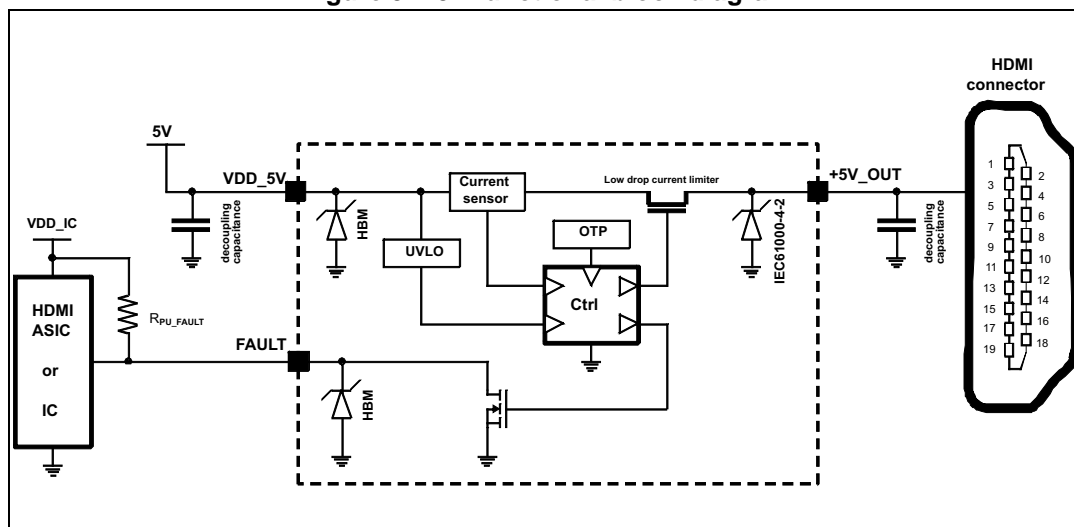 HDMI
connector
5V
VDD_5V
Current
sensor
Low drop current limiter
+5V_OUT
decoupling
capacitance
HBM
UVLO
OTP
IEC61000-4-2
decoupling
capacitance
VDD_IC
HDMI
ASIC
or
IC
RPU_FAULT
FAULT
HBM
Ctrl
1
2
3
4
5
6
7
8
9
10
11
12
13
14
15
16
17
18
19